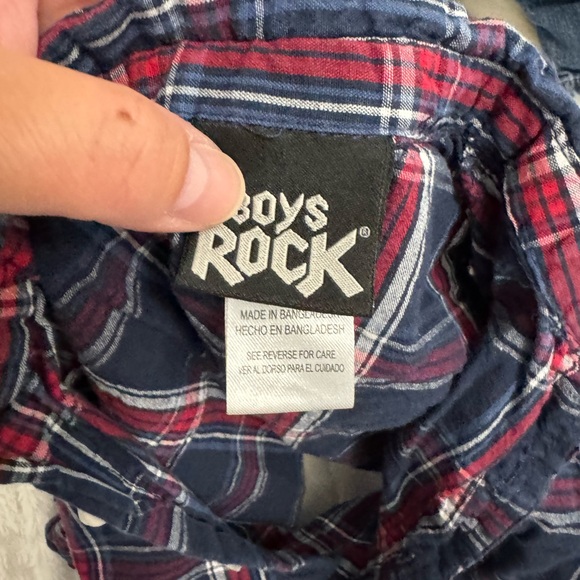 BOYS
ROCK®
MADE IN BANGLADESH
HECHO EN BANGLADESH
SEE REVERSE FOR CARE
VER AL DORSO PARA EL CUIDADO